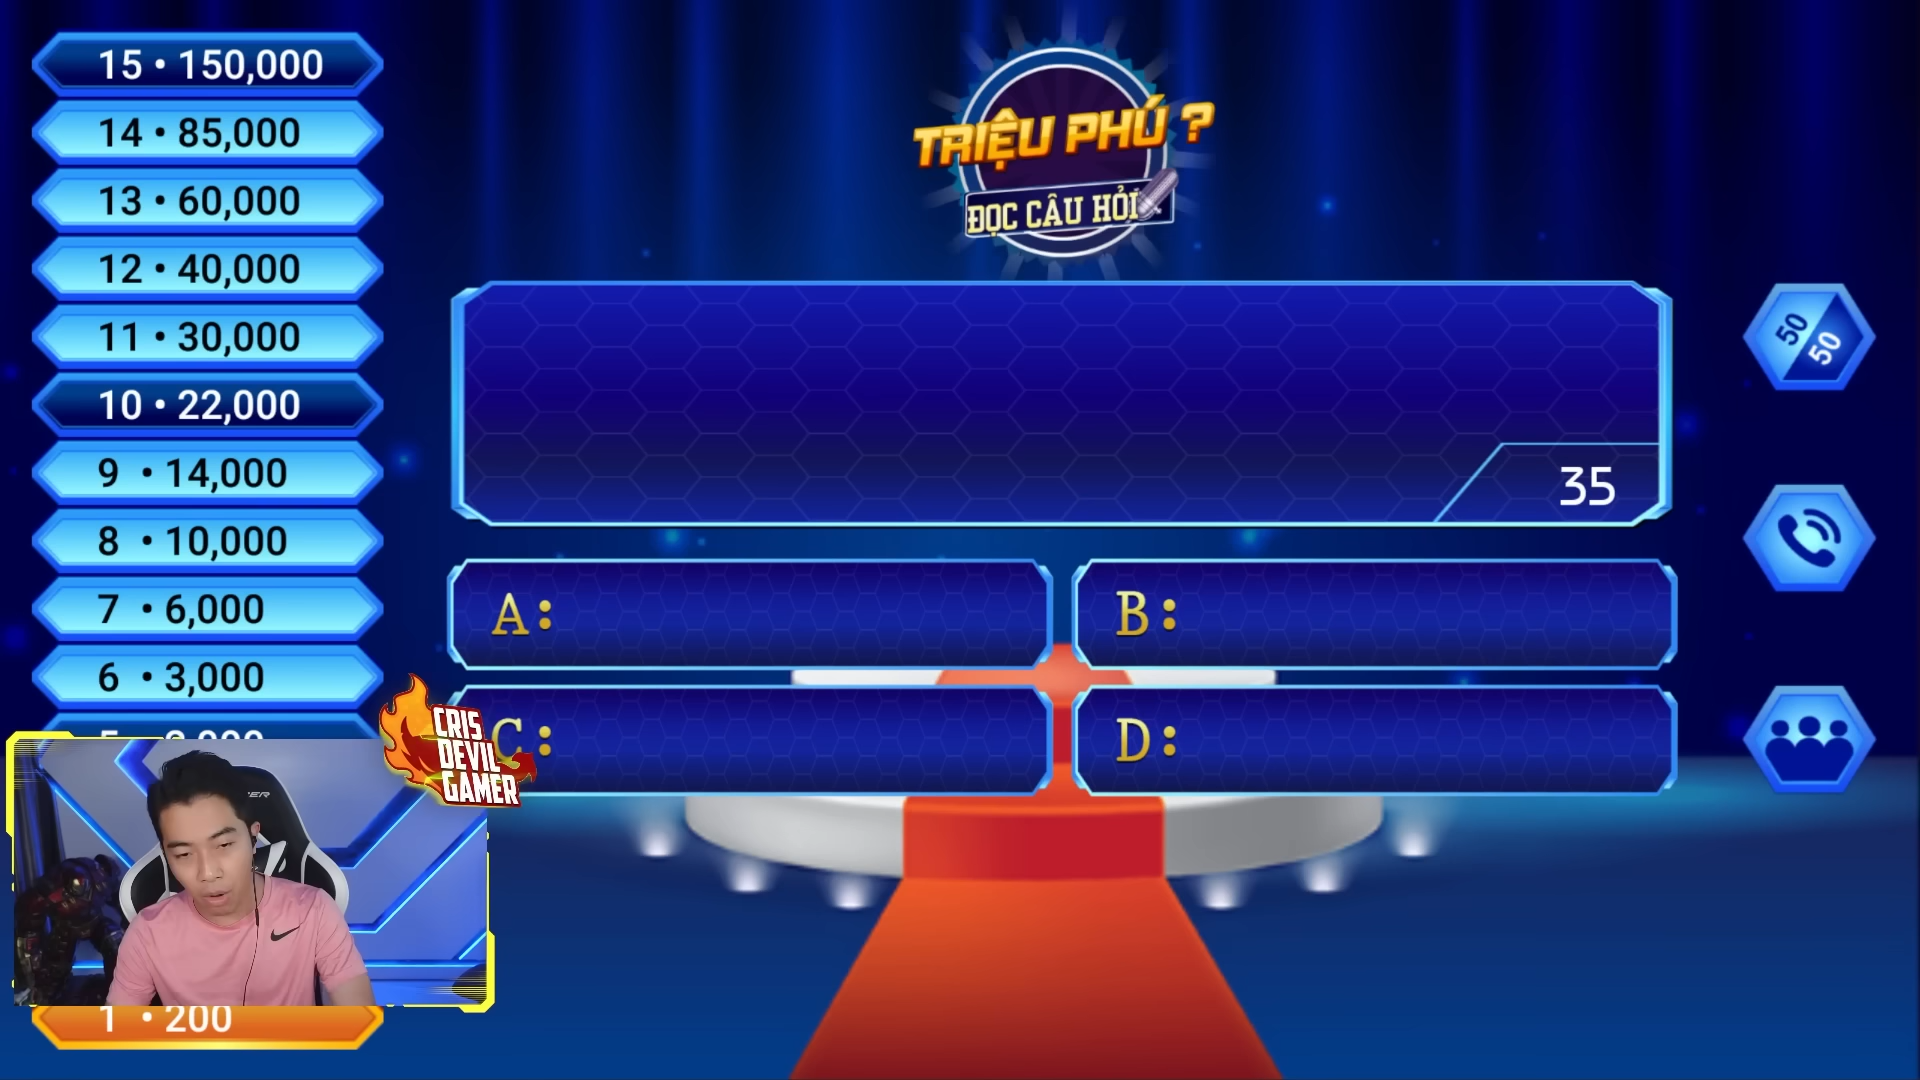 15 • 150,000
14 • 85,000
13 • 60,000
12 • 40,000
11 • 30,000
10 • 22,000
9 • 14,000
8 • 10,000
7 • 6,000
6 • 3,000
1 • 200
TRIỆU PHÚ ?
ĐỌC CÂU HỎI
35
A:
B:
C:
D:
50
50
CRIS
DEVIL
GAMER